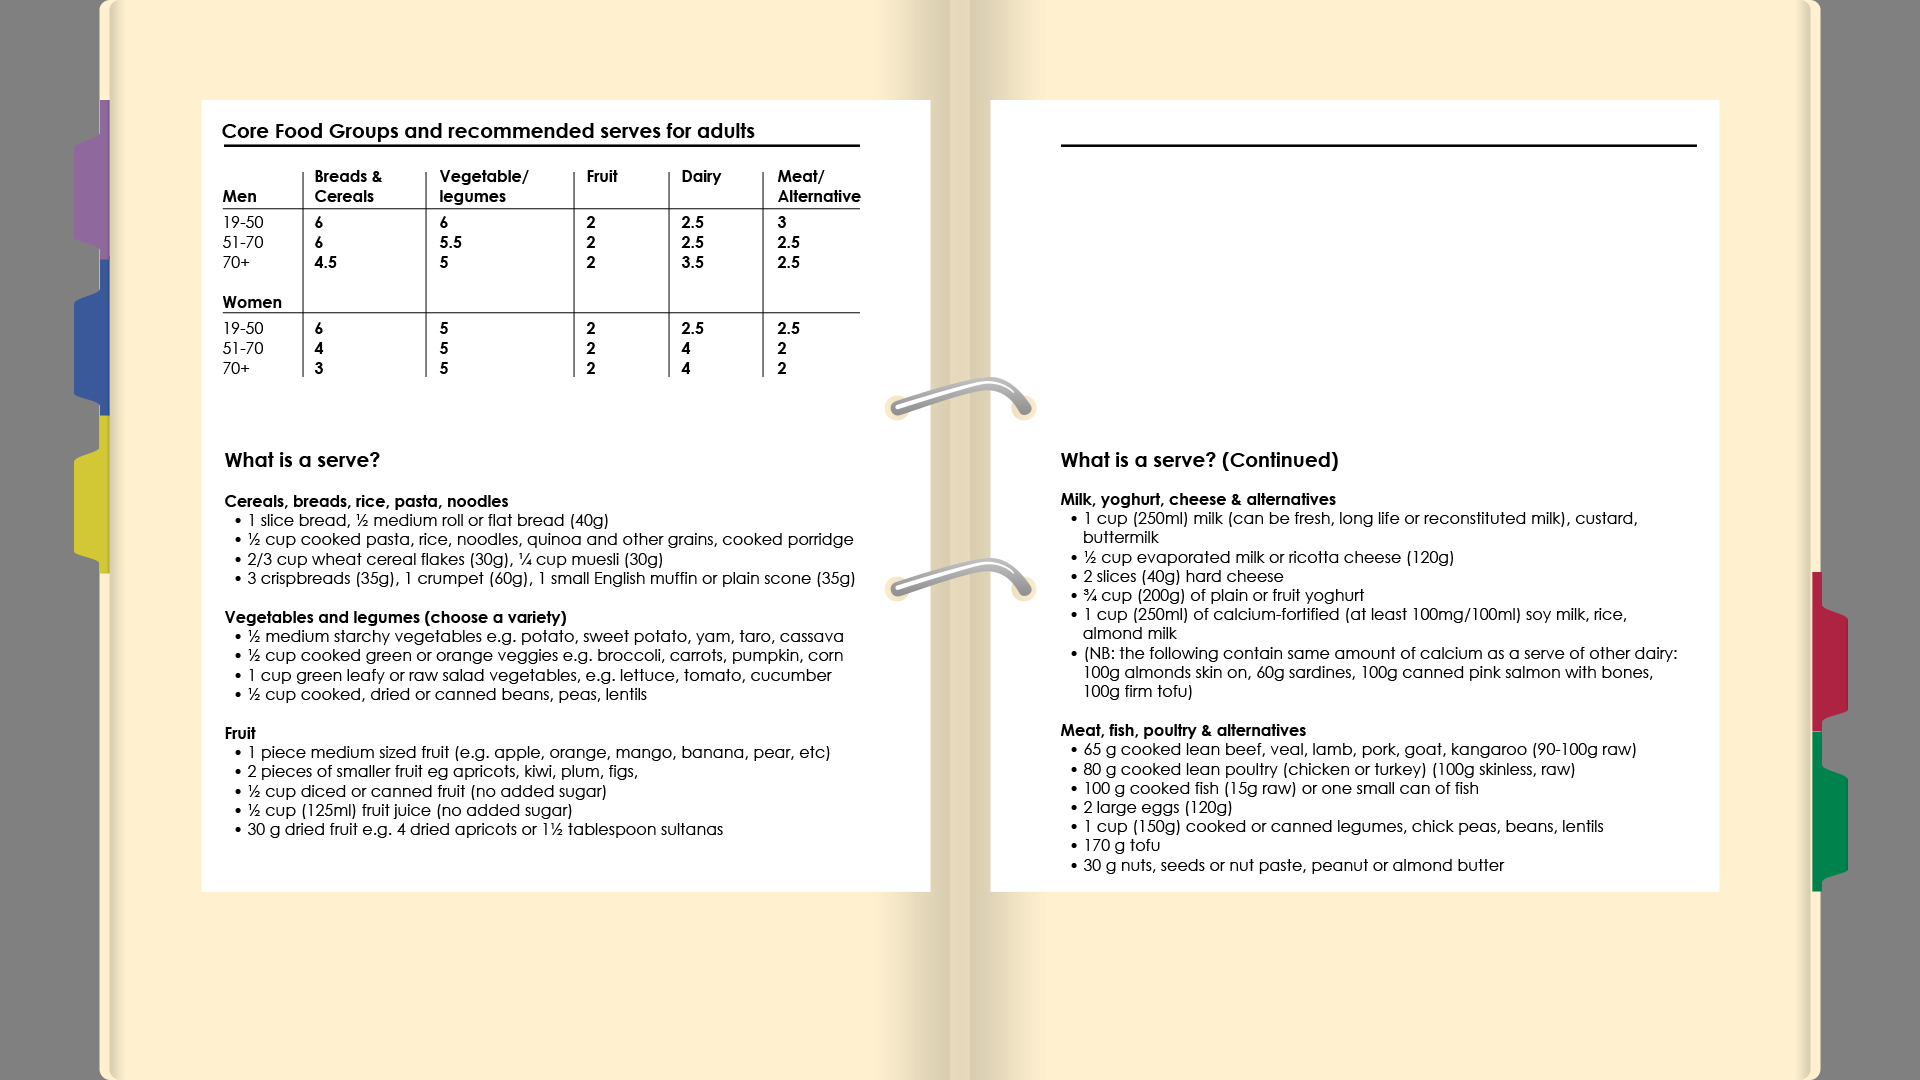 Core Food Groups and recommended serves for adults
Men Breads & Cereals Vegetable/ legumes Fruit Dairy Meat/ Alternative
19-50 6 6 2 2.5 3
51-70 6 5.5 2 2.5 2.5
70+ 4.5 5 2 3.5 2.5
Women
19-50 6 5 2 2.5 2.5
51-70 4 5 2 4 2
70+ 3 5 2 4 2
What is a serve?
Cereals, breads, rice, pasta, noodles
• 1 slice bread, ½ medium roll or flat bread (40g)
• ½ cup cooked pasta, rice, noodles, quinoa and other grains, cooked porridge
• 2/3 cup wheat cereal flakes (30g), ¼ cup muesli (30g)
• 3 crispbreads (35g), 1 crumpet (60g), 1 small English muffin or plain scone (35g)
Vegetables and legumes (choose a variety)
• ½ medium starchy vegetables e.g. potato, sweet potato, yam, taro, cassava
• ½ cup cooked green or orange veggies e.g. broccoli, carrots, pumpkin, corn
• 1 cup green leafy or raw salad vegetables, e.g. lettuce, tomato, cucumber
• ½ cup cooked, dried or canned beans, peas, lentils
Fruit
• 1 piece medium sized fruit (e.g. apple, orange, mango, banana, pear, etc)
• 2 pieces of smaller fruit eg apricots, kiwi, plum, figs,
• ½ cup diced or canned fruit (no added sugar)
• ½ cup (125ml) fruit juice (no added sugar)
• 30 g dried fruit e.g. 4 dried apricots or 1½ tablespoon sultanas
What is a serve? (Continued)
Milk, yoghurt, cheese & alternatives
• 1 cup (250ml) milk (can be fresh, long life or reconstituted milk), custard,
buttermilk
• ½ cup evaporated milk or ricotta cheese (120g)
• 2 slices (40g) hard cheese
• ¾ cup (200g) of plain or fruit yoghurt
• 1 cup (250ml) of calcium-fortified (at least 100mg/100ml) soy milk, rice,
almond milk
• (NB: the following contain same amount of calcium as a serve of other dairy:
100g almonds skin on, 60g sardines, 100g canned pink salmon with bones,
100g firm tofu)
Meat, fish, poultry & alternatives
• 65 g cooked lean beef, veal, lamb, pork, goat, kangaroo (90-100g raw)
• 80 g cooked lean poultry (chicken or turkey) (100g skinless, raw)
• 100 g cooked fish (15g raw) or one small can of fish
• 2 large eggs (120g)
• 1 cup (150g) cooked or canned legumes, chick peas, beans, lentils
• 170 g tofu
• 30 g nuts, seeds or nut paste, peanut or almond butter